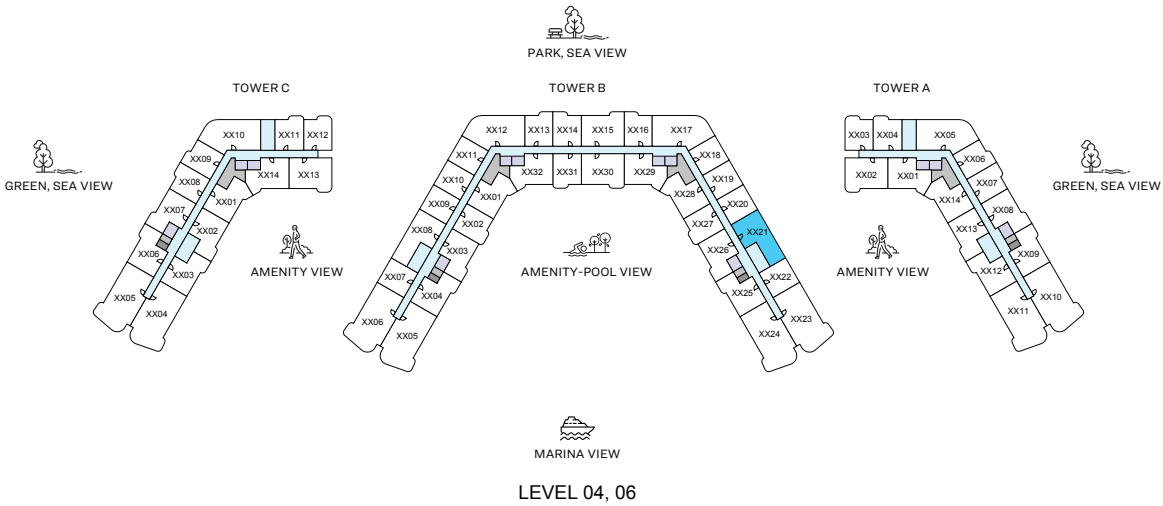 PARK, SEA VIEW
TOWER C
TOWER B
TOWER A
GREEN, SEA VIEW
GREEN, SEA VIEW
XX10
XX11
XX12
XX09
XX14
XX13
XX08
XX01
XX07
XX02
XX06
XX03
XX05
XX04
AMENITY VIEW
XX12
XX13
XX14
XX15
XX16
XX17
XX11
XX32
XX31
XX30
XX29
XX18
XX10
XX01
XX28
XX19
XX09
XX02
XX27
XX20
XX08
XX03
XX26
XX21
XX07
XX04
XX25
XX22
XX06
XX05
XX24
XX23
AMENITY-POOL VIEW
XX03
XX04
XX05
XX02
XX01
XX06
XX14
XX07
XX13
XX08
XX12
XX09
XX11
XX10
AMENITY VIEW
MARINA VIEW
LEVEL 04, 06